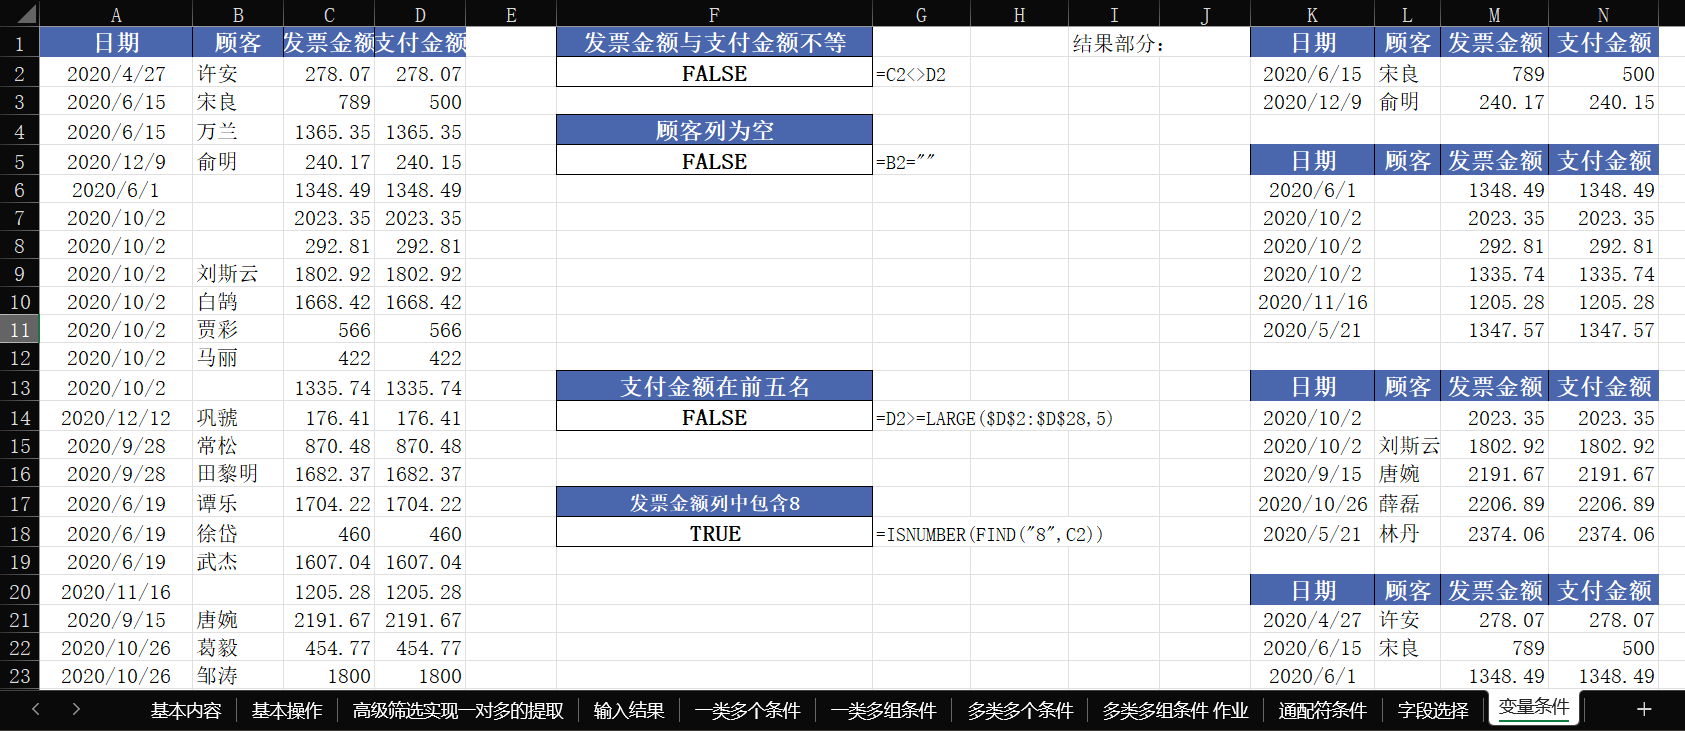 A B C D E F G H I J K L M N
1 日期 顾客 发票金额 支付金额 发票金额与支付金额不等 结果部分： 日期 顾客 发票金额 支付金额
2 2020/4/27 许安 278.07 278.07 FALSE =C2<>D2 2020/6/15 宋良 789 500
3 2020/6/15 宋良 789 500 2020/12/9 俞明 240.17 240.15
4 2020/6/15 万兰 1365.35 1365.35 顾客列为空
5 2020/12/9 俞明 240.17 240.15 FALSE =B2="" 日期 顾客 发票金额 支付金额
6 2020/6/1 1348.49 1348.49 2020/6/1 1348.49 1348.49
7 2020/10/2 2023.35 2023.35 2020/10/2 2023.35 2023.35
8 2020/10/2 292.81 292.81 2020/10/2 292.81 292.81
9 2020/10/2 刘斯云 1802.92 1802.92 2020/10/2 1335.74 1335.74
10 2020/10/2 白鹄 1668.42 1668.42 2020/11/16 1205.28 1205.28
11 2020/10/2 贾彩 566 566 2020/5/21 1347.57 1347.57
12 2020/10/2 马丽 422 422
13 2020/10/2 1335.74 1335.74 支付金额在前五名 日期 顾客 发票金额 支付金额
14 2020/12/12 巩虢 176.41 176.41 FALSE =D2>=LARGE($D$2:$D$28,5) 2020/10/2 2023.35 2023.35
15 2020/9/28 常松 870.48 870.48 2020/10/2 刘斯云 1802.92 1802.92
16 2020/9/28 田黎明 1682.37 1682.37 2020/9/15 唐婉 2191.67 2191.67
17 2020/6/19 谭乐 1704.22 1704.22 发票金额列中包含8 2020/10/26 薛磊 2206.89 2206.89
18 2020/6/19 徐岱 460 460 TRUE =ISNUMBER(FIND("8",C2)) 2020/5/21 林丹 2374.06 2374.06
19 2020/6/19 武杰 1607.04 1607.04
20 2020/11/16 1205.28 1205.28 日期 顾客 发票金额 支付金额
21 2020/9/15 唐婉 2191.67 2191.67 2020/4/27 许安 278.07 278.07
22 2020/10/26 葛毅 454.77 454.77 2020/6/15 宋良 789 500
23 2020/10/26 邹涛 1800 1800 2020/6/1 1348.49 1348.49
基本内容 基本操作 高级筛选实现一对多的提取 输入结果 一类多个条件 一类多组条件 多类多个条件 多类多组条件 作业 通配符条件 字段选择 变量条件